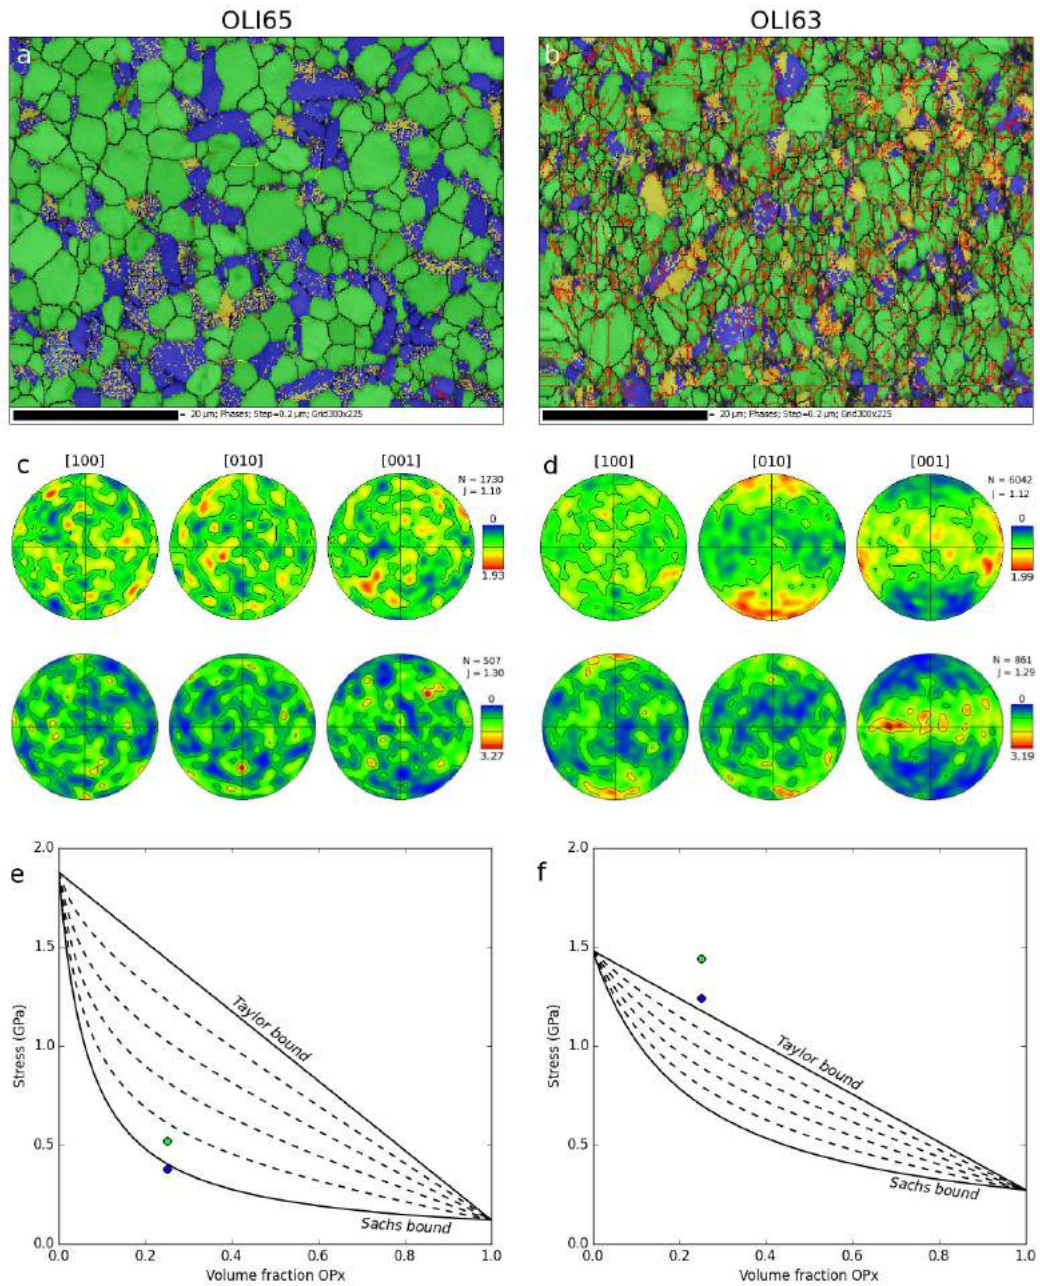 OLI65 OLI63
a b
= 20 µm; Phases; Step=0.2 µm; Grid300x225 = 20 µm; Phases; Step=0.2 µm; Grid300x225
c [100] [010] [001] d [100] [010] [001]
N = 1730 N = 6042
J = 1.10 J = 1.12
0 0
1.93 1.99
N = 507 N = 861
J = 1.30 J = 1.29
0 0
3.27 3.19
e
2.0
1.5
1.0
0.5
0.0
Stress (GPa)
Taylor bound
Sachs bound
0.0 0.2 0.4 0.6 0.8 1.0
Volume fraction OPx
f
2.0
1.5
1.0
0.5
0.0
Stress (GPa)
Taylor bound
Sachs bound
0.0 0.2 0.4 0.6 0.8 1.0
Volume fraction OPx